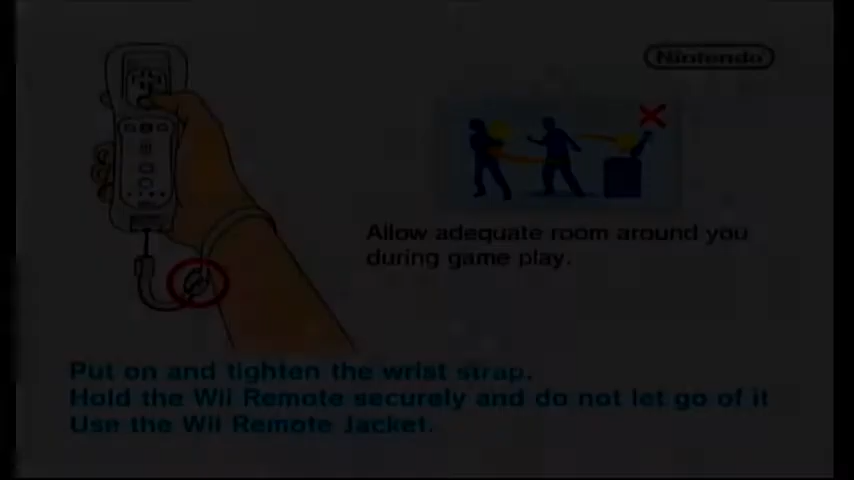 Nintendo
Allow adequate room around you
during game play.
Put on and tighten the wrist strap.
Hold the Wii Remote securely and do not let go of it
Use the Wii Remote Jacket.